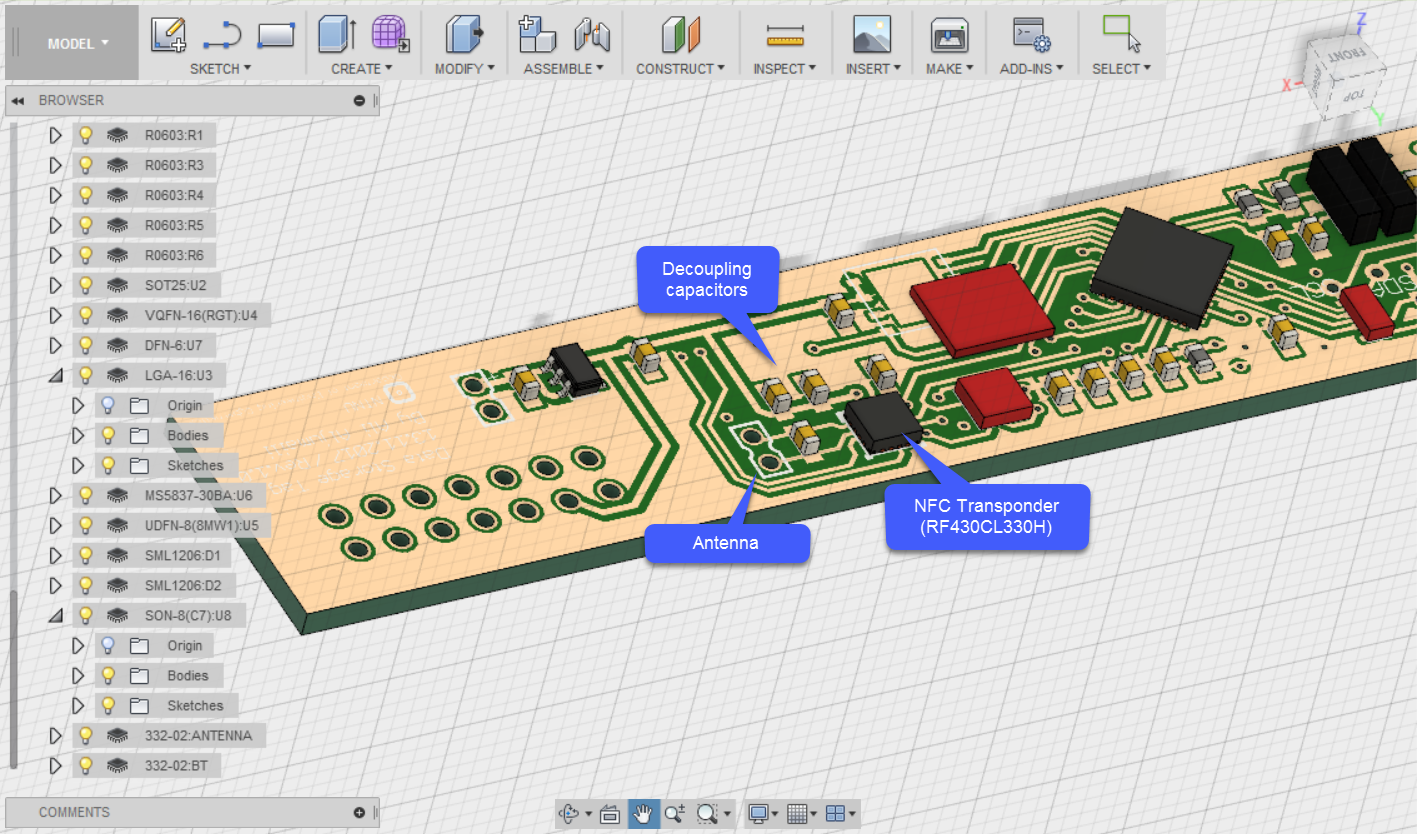 MODEL
SKETCH
CREATE
MODIFY
ASSEMBLE
CONSTRUCT
INSPECT
INSERT
MAKE
ADD-INS
SELECT
BROWSER
R0603:R1
R0603:R3
R0603:R4
R0603:R5
R0603:R6
SOT25:U2
VQFN-16(RGT):U4
DFN-6:U7
LGA-16:U3
Origin
Bodies
Sketches
MS5837-30BA:U6
UDFN-8(8MW1):U5
SML1206:D1
SML1206:D2
SON-8(C7):U8
Origin
Bodies
Sketches
332-02:ANTENNA
332-02:BT
COMMENTS
Decoupling
capacitors
Antenna
NFC Transponder
(RF430CL330H)
Z
X
Y
FRONT
TOP